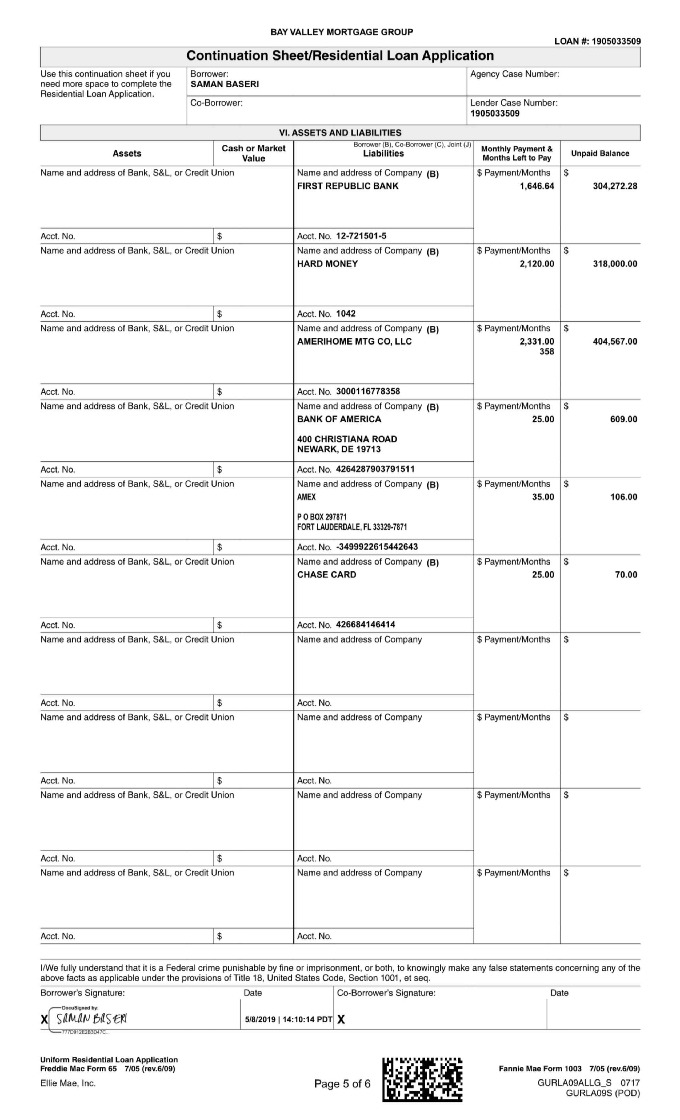 BAY VALLEY MORTGAGE GROUP
LOAN #: 1905033509
Continuation Sheet/Residential Loan Application
Use this continuation sheet if you need more space to complete the Residential Loan Application.
Borrower:
SAMAN BASERI
Agency Case Number:
Co-Borrower:
Lender Case Number:
1905033509
VI. ASSETS AND LIABILITIES
Assets
Cash or Market Value
Borrower (B), Co-Borrower (C), Joint (J)
Liabilities
Monthly Payment & Months Left to Pay
Unpaid Balance
Name and address of Bank, S&L, or Credit Union Name and address of Company (B) $ Payment/Months $
FIRST REPUBLIC BANK 1,646.64 304,272.28
Acct. No. $ Acct. No. 12-721501-5
Name and address of Bank, S&L, or Credit Union Name and address of Company (B) $ Payment/Months $
HARD MONEY 2,120.00 318,000.00
Acct. No. $ Acct. No. 1042
Name and address of Bank, S&L, or Credit Union Name and address of Company (B) $ Payment/Months $
AMERIHOME MTG CO, LLC 2,331.00 404,567.00
358
Acct. No. $ Acct. No. 3000116778358
Name and address of Bank, S&L, or Credit Union Name and address of Company (B) $ Payment/Months $
BANK OF AMERICA 25.00 609.00
400 CHRISTIANA ROAD
NEWARK, DE 19713
Acct. No. $ Acct. No. 4264287903791511
Name and address of Bank, S&L, or Credit Union Name and address of Company (B) $ Payment/Months $
AMEX 35.00 106.00
P O BOX 297871
FORT LAUDERDALE, FL 33329-7871
Acct. No. $ Acct. No. -3499922615442643
Name and address of Bank, S&L, or Credit Union Name and address of Company (B) $ Payment/Months $
CHASE CARD 25.00 70.00
Acct. No. $ Acct. No. 426684146414
Name and address of Bank, S&L, or Credit Union Name and address of Company $ Payment/Months $
Acct. No. $ Acct. No.
Name and address of Bank, S&L, or Credit Union Name and address of Company $ Payment/Months $
Acct. No. $ Acct. No.
Name and address of Bank, S&L, or Credit Union Name and address of Company $ Payment/Months $
Acct. No. $ Acct. No.
Name and address of Bank, S&L, or Credit Union Name and address of Company $ Payment/Months $
Acct. No. $ Acct. No.
I/We fully understand that it is a Federal crime punishable by fine or imprisonment, or both, to knowingly make any false statements concerning any of the
above facts as applicable under the provisions of Title 18, United States Code, Section 1001, et seq.
Borrower's Signature: Date Co-Borrower's Signature: Date
DocuSigned by:
X SAMAN BASERI 5/8/2019 | 14:10:14 PDT X
Uniform Residential Loan Application
Freddie Mac Form 65 7/05 (rev.6/09) Fannie Mae Form 1003 7/05 (rev.6/09)
Ellie Mae, Inc. Page 5 of 6 GURLA09ALLG_S 0717
GURLA09S (POD)